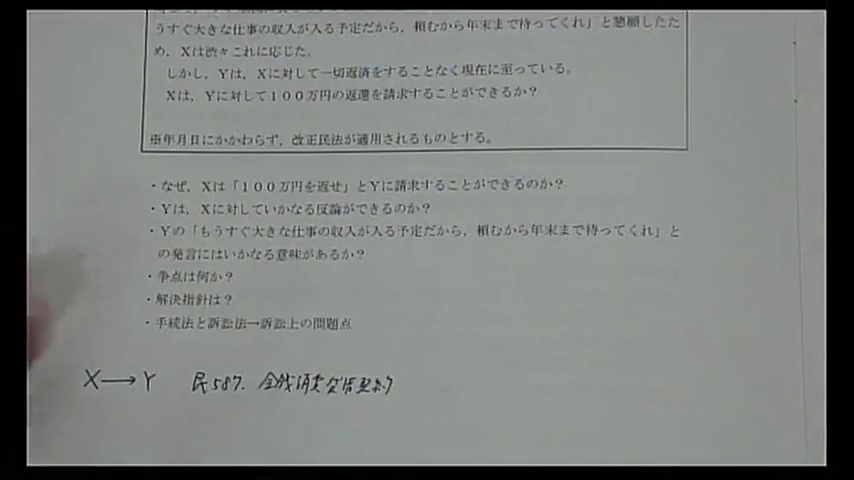 うすぐ大きな仕事の収入が入る予定だから，頼むから年末まで待ってくれ」と懇願したた
め，Xは渋々これに応じた。
しかし，Yは，Xに対して一切返済をすることなく現在に至っている。
Xは，Yに対して１００万円の返還を請求することができるか？
※年月日にかかわらず，改正民法が適用されるものとする。
・なぜ，Xは「１００万円を返せ」とYに請求することができるのか？
・Yは，Xに対していかなる反論ができるのか？
・Yの「もうすぐ大きな仕事の収入が入る予定だから，頼むから年末まで待ってくれ」と
の発言にはいかなる意味があるか？
・争点は何か？
・解決指針は？
・手続法と訴訟法→訴訟上の問題点
X→Y 民587. 金銭消費貸借契約